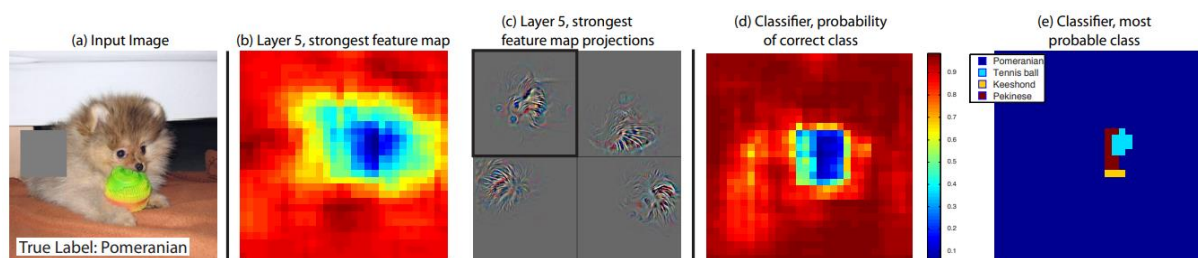 (a) Input Image
True Label: Pomeranian
(b) Layer 5, strongest feature map
(c) Layer 5, strongest
feature map projections
(d) Classifier, probability
of correct class
0.9
0.8
0.7
0.6
0.5
0.4
0.3
0.2
0.1
(e) Classifier, most
probable class
Pomeranian
Tennis ball
Keeshond
Pekinese